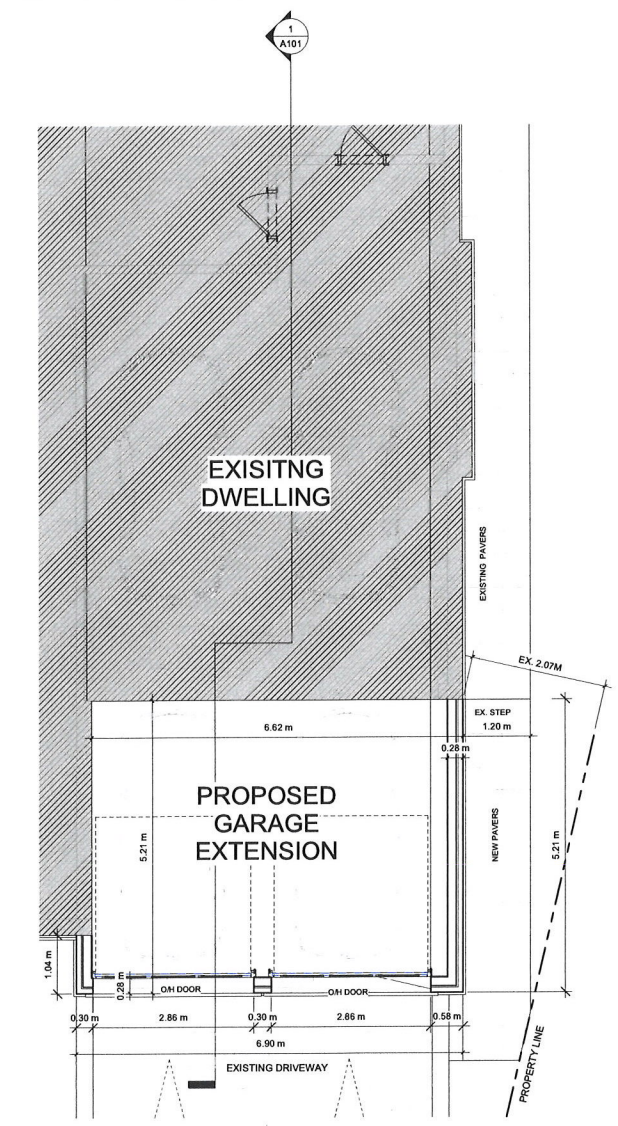 1
A101
EXISITNG
DWELLING
EXISTING PAVERS
EX. 2.07M
EX. STEP
6.62 m
1.20 m
0.28 m
PROPOSED
GARAGE
EXTENSION
5.21 m
NEW PAVERS
5.21 m
1.04 m
0.28 m
O/H DOOR
O/H DOOR
0.30 m
2.86 m
0.30 m
2.86 m
0.58 m
6.90 m
EXISTING DRIVEWAY
PROPERTY LINE